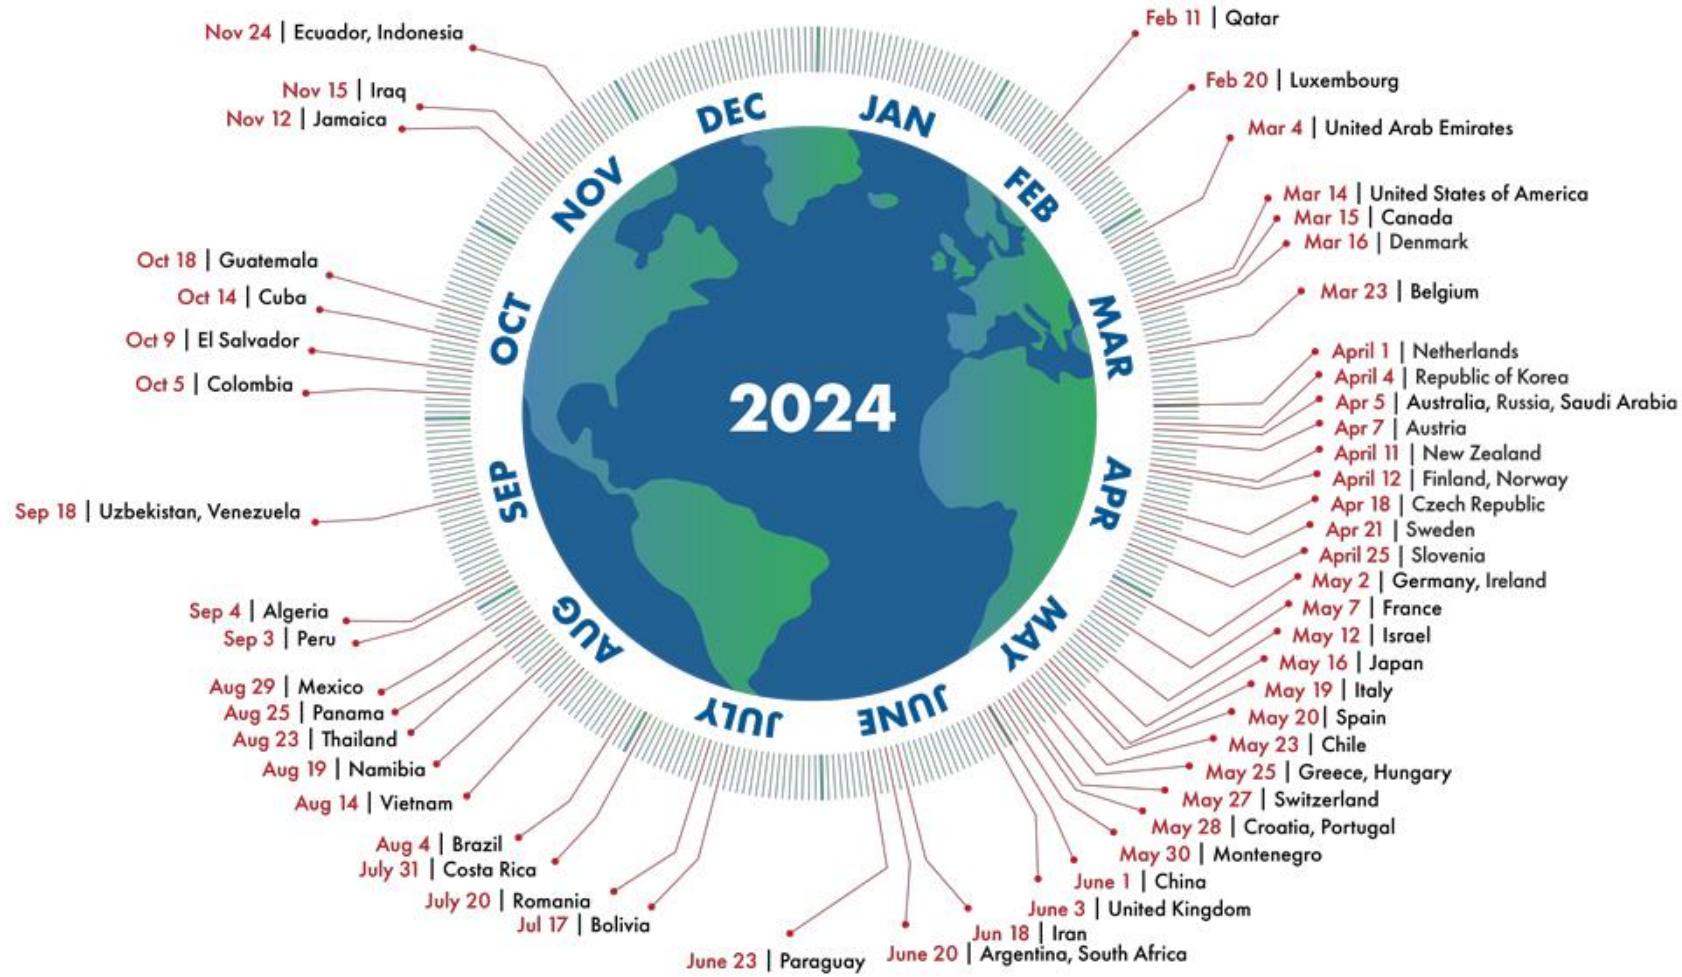 Feb 11 | Qatar
Feb 20 | Luxembourg
Mar 4 | United Arab Emirates
Mar 14 | United States of America
Mar 15 | Canada
Mar 16 | Denmark
Mar 23 | Belgium
April 1 | Netherlands
April 4 | Republic of Korea
Apr 5 | Australia, Russia, Saudi Arabia
Apr 7 | Austria
April 11 | New Zealand
April 12 | Finland, Norway
Apr 18 | Czech Republic
Apr 21 | Sweden
April 25 | Slovenia
May 2 | Germany, Ireland
May 7 | France
May 12 | Israel
May 16 | Japan
May 19 | Italy
May 20| Spain
May 23 | Chile
May 25 | Greece, Hungary
May 27 | Switzerland
May 28 | Croatia, Portugal
May 30 | Montenegro
June 1 | China
June 3 | United Kingdom
Jun 18 | Iran
June 20 | Argentina, South Africa
June 23 | Paraguay
Jul 17 | Bolivia
July 20 | Romania
July 31 | Costa Rica
Aug 4 | Brazil
Aug 14 | Vietnam
Aug 19 | Namibia
Aug 23 | Thailand
Aug 25 | Panama
Aug 29 | Mexico
Sep 3 | Peru
Sep 4 | Algeria
Sep 18 | Uzbekistan, Venezuela
Oct 5 | Colombia
Oct 9 | El Salvador
Oct 14 | Cuba
Oct 18 | Guatemala
Nov 12 | Jamaica
Nov 15 | Iraq
Nov 24 | Ecuador, Indonesia
JAN
FEB
MAR
APR
MAY
JUNE
JULY
AUG
SEP
OCT
NOV
DEC
2024